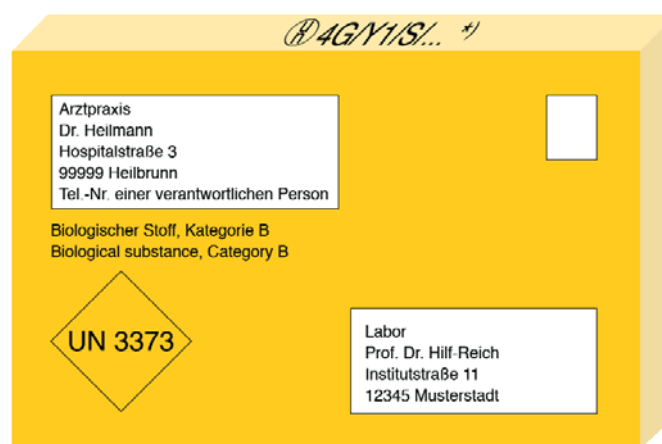 4G/Y1/S/... *)
Arztpraxis
Dr. Heilmann
Hospitalstraße 3
99999 Heilbrunn
Tel.-Nr. einer verantwortlichen Person
Biologischer Stoff, Kategorie B
Biological substance, Category B
UN 3373
Labor
Prof. Dr. Hilf-Reich
Institutstraße 11
12345 Musterstadt